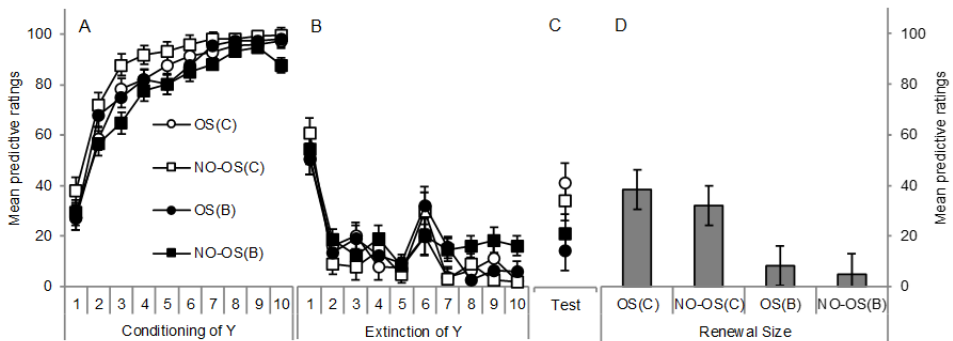 A B C D
Mean predictive ratings
100
80
60
40
20
0
OS(C)
NO-OS(C)
OS(B)
NO-OS(B)
1 2 3 4 5 6 7 8 9 10
Conditioning of Y
1 2 3 4 5 6 7 8 9 10
Extinction of Y
Test
OS(C) NO-OS(C) OS(B) NO-OS(B)
Renewal Size
100
80
60
40
20
0
Mean predictive ratings